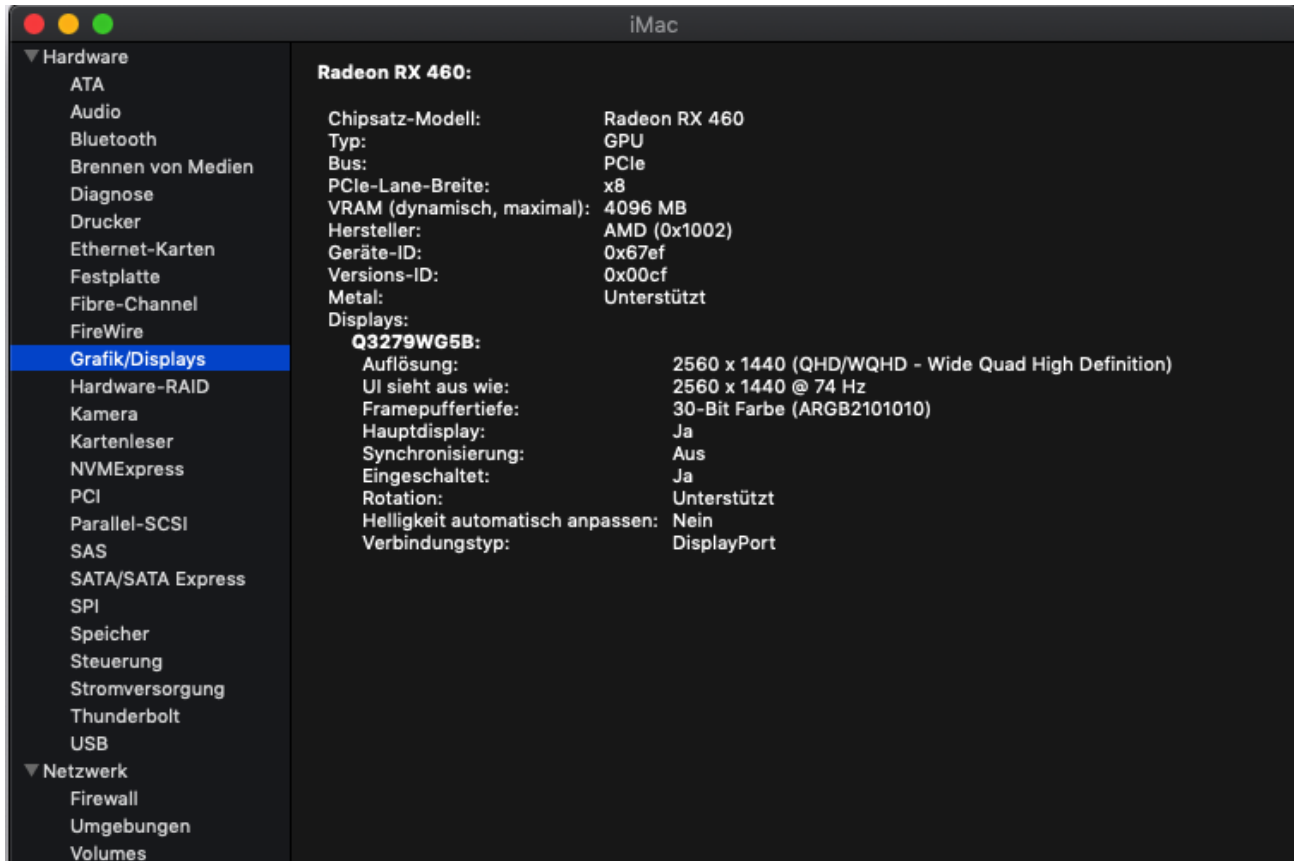 iMac
Hardware
ATA
Audio
Bluetooth
Brennen von Medien
Diagnose
Drucker
Ethernet-Karten
Festplatte
Fibre-Channel
FireWire
Grafik/Displays
Hardware-RAID
Kamera
Kartenleser
NVMExpress
PCI
Parallel-SCSI
SAS
SATA/SATA Express
SPI
Speicher
Steuerung
Stromversorgung
Thunderbolt
USB
Netzwerk
Firewall
Umgebungen
Volumes
Radeon RX 460:
Chipsatz-Modell: Radeon RX 460
Typ: GPU
Bus: PCIe
PCIe-Lane-Breite: x8
VRAM (dynamisch, maximal): 4096 MB
Hersteller: AMD (0x1002)
Geräte-ID: 0x67ef
Versions-ID: 0x00cf
Metal: Unterstützt
Displays:
Q3279WG5B:
Auflösung: 2560 x 1440 (QHD/WQHD - Wide Quad High Definition)
UI sieht aus wie: 2560 x 1440 @ 74 Hz
Framepuffertiefe: 30-Bit Farbe (ARGB2101010)
Hauptdisplay: Ja
Synchronisierung: Aus
Eingeschaltet: Ja
Rotation: Unterstützt
Helligkeit automatisch anpassen: Nein
Verbindungstyp: DisplayPort